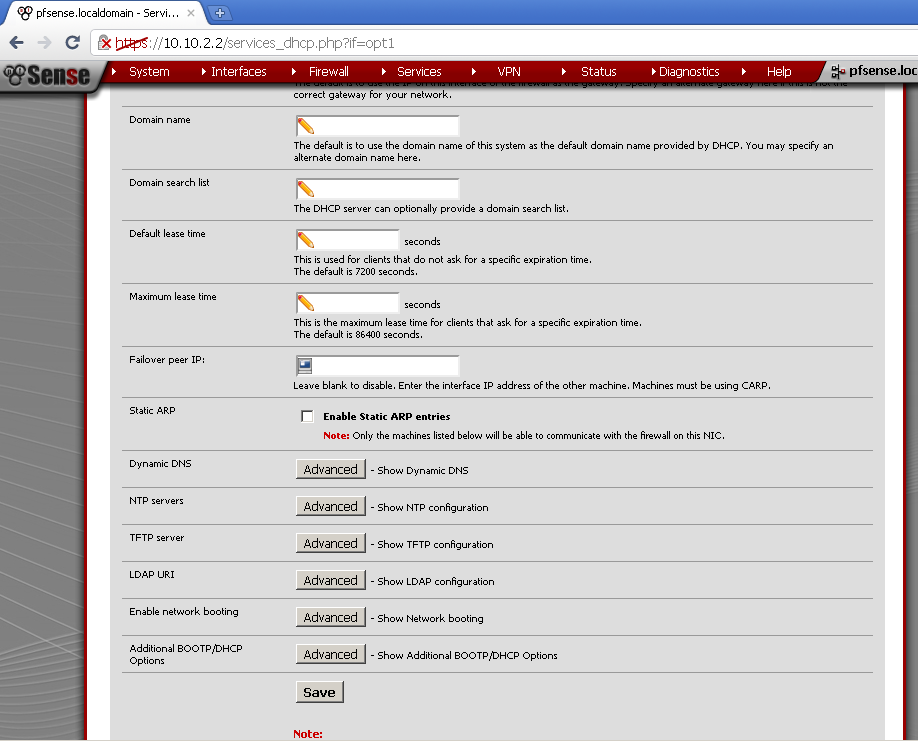 pfsense.localdomain - Servi...
https://10.10.2.2/services_dhcp.php?if=opt1
Sense
System Interfaces Firewall Services VPN Status Diagnostics Help pfsense.loc
correct gateway for your network.
Domain name
The default is to use the domain name of this system as the default domain name provided by DHCP. You may specify an
alternate domain name here.
Domain search list
The DHCP server can optionally provide a domain search list.
Default lease time
seconds
This is used for clients that do not ask for a specific expiration time.
The default is 7200 seconds.
Maximum lease time
seconds
This is the maximum lease time for clients that ask for a specific expiration time.
The default is 86400 seconds.
Failover peer IP:
Leave blank to disable. Enter the interface IP address of the other machine. Machines must be using CARP.
Static ARP
Enable Static ARP entries
Note: Only the machines listed below will be able to communicate with the firewall on this NIC.
Dynamic DNS
Advanced - Show Dynamic DNS
NTP servers
Advanced - Show NTP configuration
TFTP server
Advanced - Show TFTP configuration
LDAP URI
Advanced - Show LDAP configuration
Enable network booting
Advanced - Show Network booting
Additional BOOTP/DHCP
Options
Advanced - Show Additional BOOTP/DHCP Options
Save
Note: